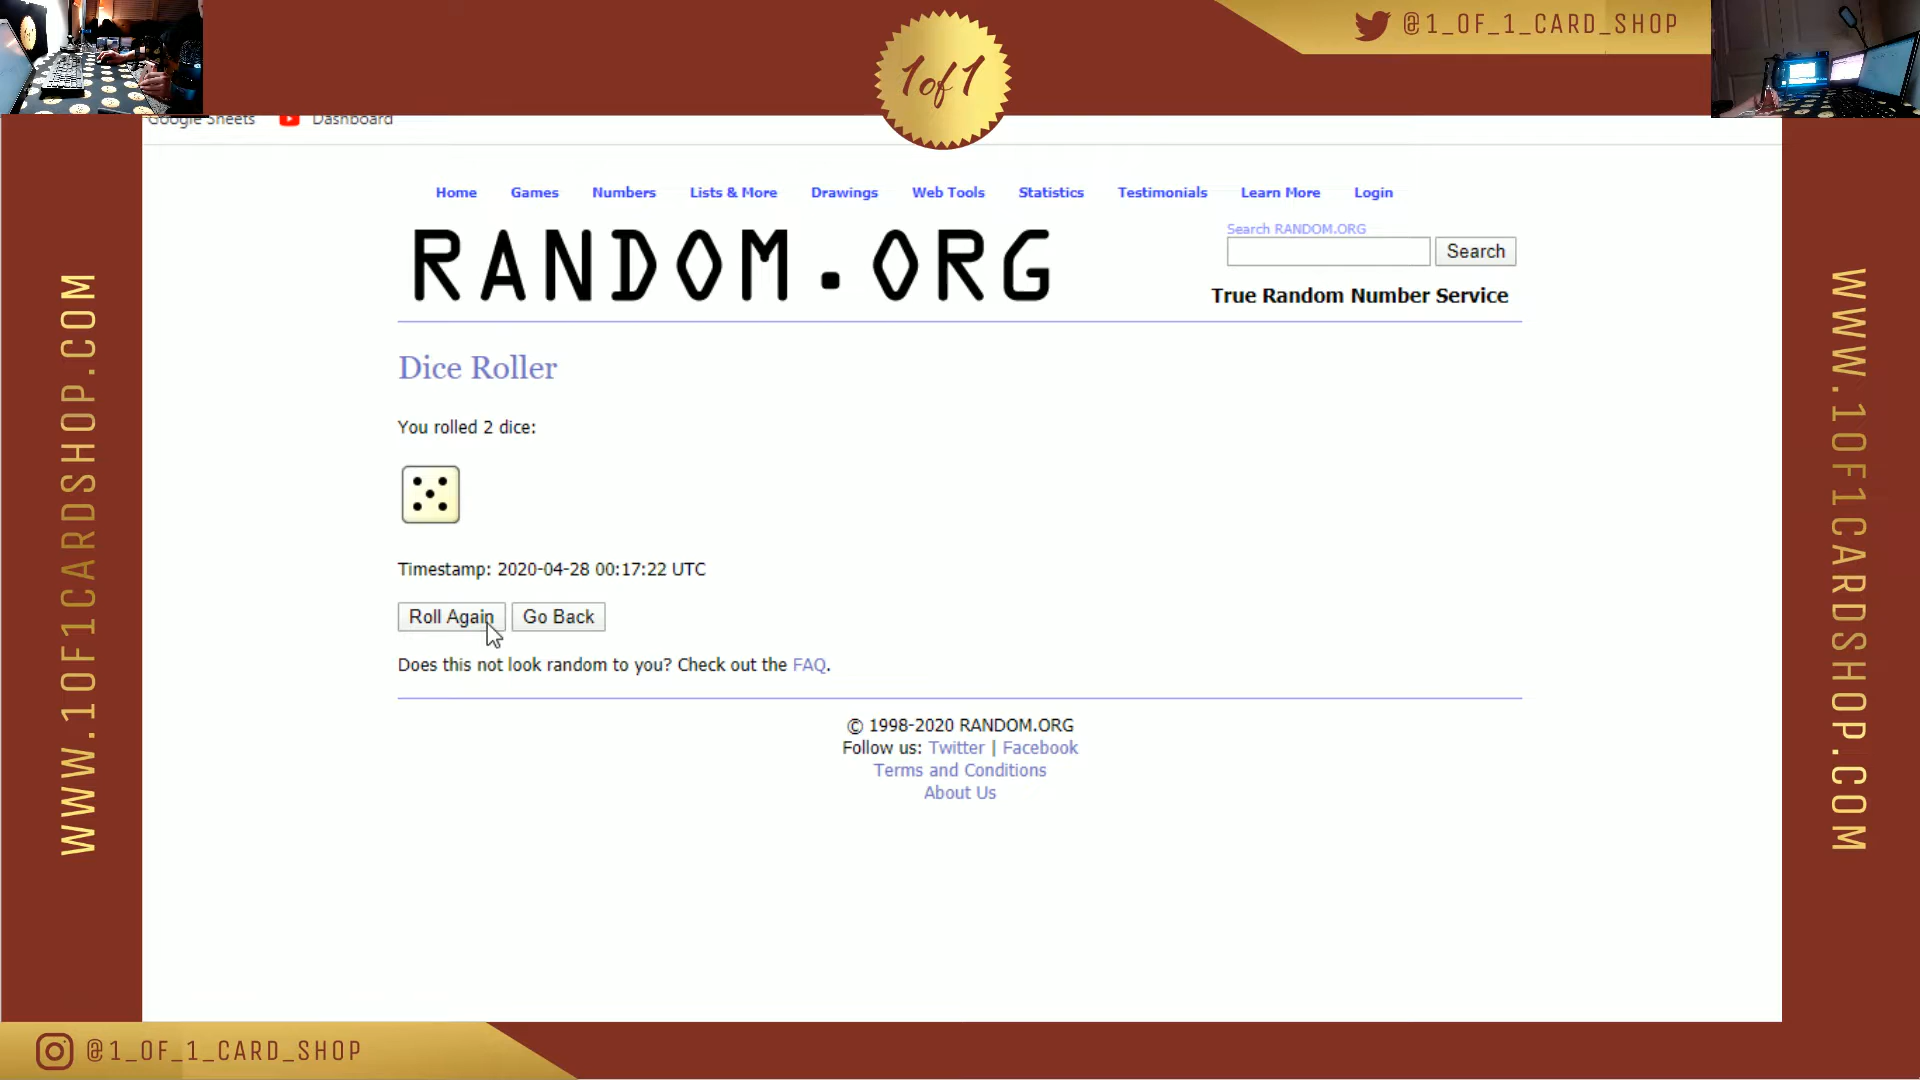 @1_OF_1_CARD_SHOP
1of1
Google Sheets
Dashboard
Home
Games
Numbers
Lists & More
Drawings
Web Tools
Statistics
Testimonials
Learn More
Login
RANDOM.ORG
Search RANDOM.ORG
Search
True Random Number Service
WWW.1OF1CARDSHOP.COM
WWW.1OF1CARDSHOP.COM
Dice Roller
You rolled 2 dice:
Timestamp: 2020-04-28 00:17:22 UTC
Roll Again
Go Back
Does this not look random to you? Check out the FAQ.
© 1998-2020 RANDOM.ORG
Follow us: Twitter | Facebook
Terms and Conditions
About Us
@1_OF_1_CARD_SHOP